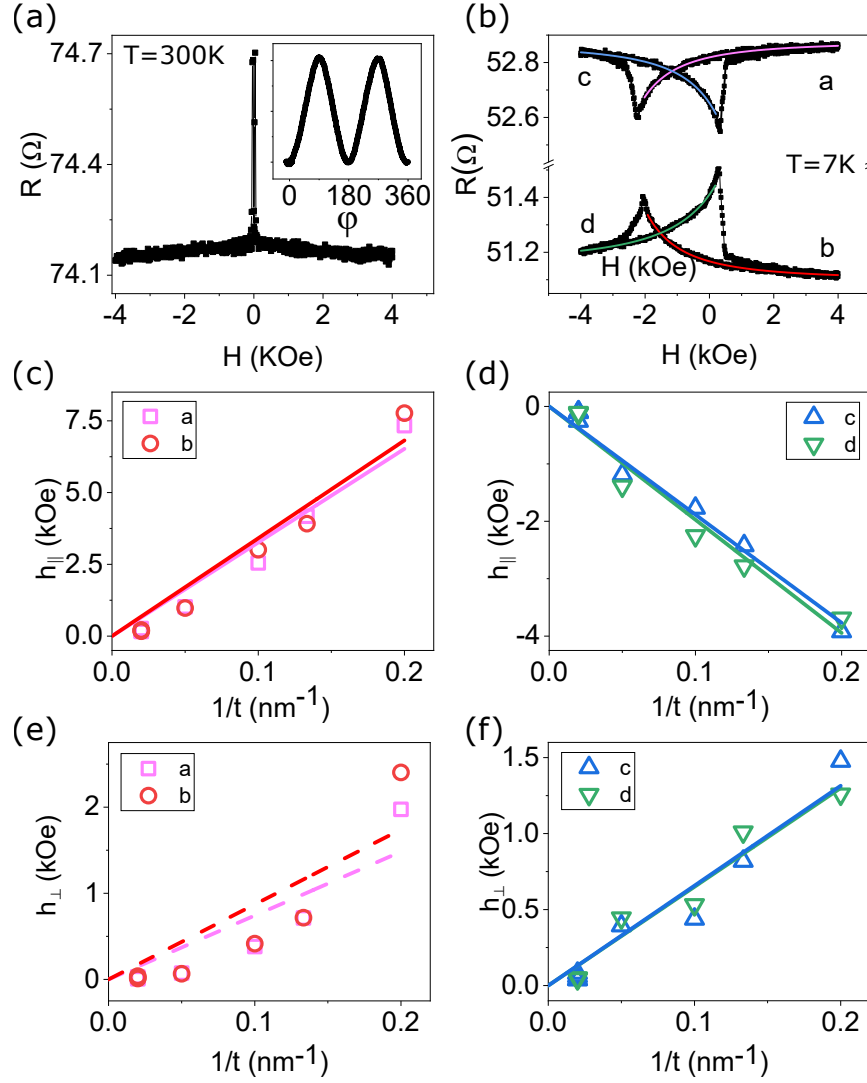 (a)
74.7
74.4
74.1
R (Ω)
T=300K
0 180 360
φ
-4 -2 0 2 4
H (KOe)
(b)
52.8
52.6
51.4
51.2
R(Ω)
c
a
T=7K
d
b
H (kOe)
-4 -2 0 2 4
H (kOe)
(c)
7.5
5.0
2.5
0.0
h|| (kOe)
a
b
0.0 0.1 0.2
1/t (nm-1)
(d)
0
-2
-4
h|| (kOe)
c
d
0.0 0.1 0.2
1/t (nm-1)
(e)
2
1
0
h⊥ (kOe)
a
b
0.0 0.1 0.2
1/t (nm-1)
(f)
1.5
1.0
0.5
0.0
h⊥ (kOe)
c
d
0.0 0.1 0.2
1/t (nm-1)